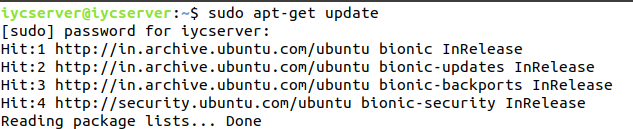 iycserver@iycserver:~$ sudo apt-get update
[sudo] password for iycserver:
Hit:1 http://in.archive.ubuntu.com/ubuntu bionic InRelease
Hit:2 http://in.archive.ubuntu.com/ubuntu bionic-updates InRelease
Hit:3 http://in.archive.ubuntu.com/ubuntu bionic-backports InRelease
Hit:4 http://security.ubuntu.com/ubuntu bionic-security InRelease
Reading package lists... Done